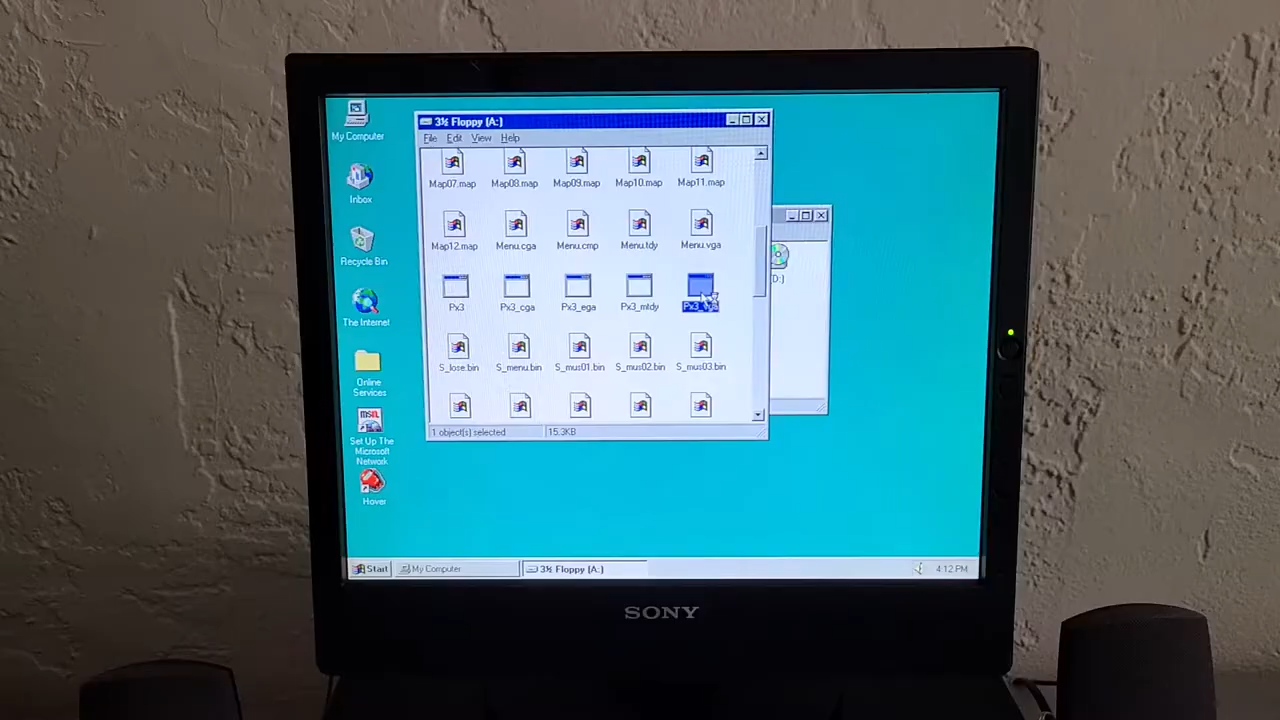 My Computer
Inbox
Recycle Bin
The Internet
Online
Services
msn
Set Up The
Microsoft
Network
Hover
3½ Floppy (A:)
File Edit View Help
Map07.map Map08.map Map09.map Map10.map Map11.map
Map12.map Menu.cga Menu.cmp Menu.tdy Menu.vga
Px3 Px3_cga Px3_ega Px3_mtdy
S_lose.bin S_menu.bin S_mus01.bin S_mus02.bin S_mus03.bin
1 object(s) selected 15.3KB
(D:)
Start My Computer 3½ Floppy (A:) 4:12 PM
SONY